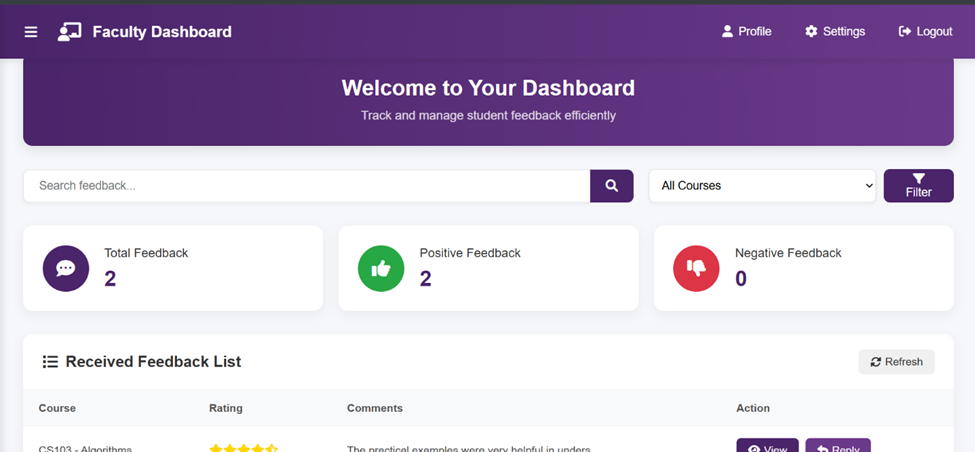 Faculty Dashboard Profile Settings Logout
Welcome to Your Dashboard
Track and manage student feedback efficiently
Search feedback... All Courses Filter
Total Feedback
2
Positive Feedback
2
Negative Feedback
0
Received Feedback List Refresh
Course Rating Comments Action
CS103 - Algorithms The practical examples were very helpful in unders View Reply